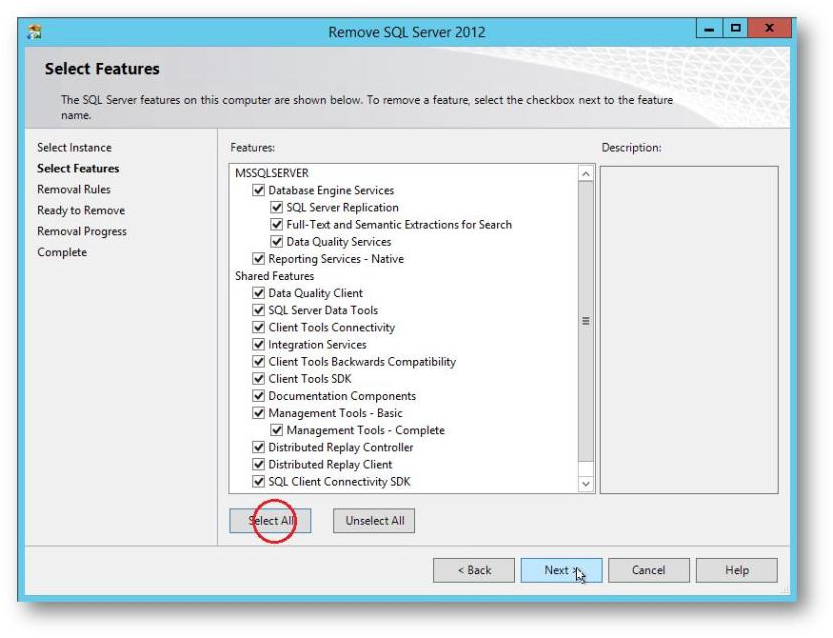 Remove SQL Server 2012
Select Features
The SQL Server features on this computer are shown below. To remove a feature, select the checkbox next to the feature
name.
Select Instance
Select Features
Removal Rules
Ready to Remove
Removal Progress
Complete
Features:
MSSQLSERVER
Database Engine Services
SQL Server Replication
Full-Text and Semantic Extractions for Search
Data Quality Services
Reporting Services - Native
Shared Features
Data Quality Client
SQL Server Data Tools
Client Tools Connectivity
Integration Services
Client Tools Backwards Compatibility
Client Tools SDK
Documentation Components
Management Tools - Basic
Management Tools - Complete
Distributed Replay Controller
Distributed Replay Client
SQL Client Connectivity SDK
Description:
Select All
Unselect All
< Back
Next >
Cancel
Help